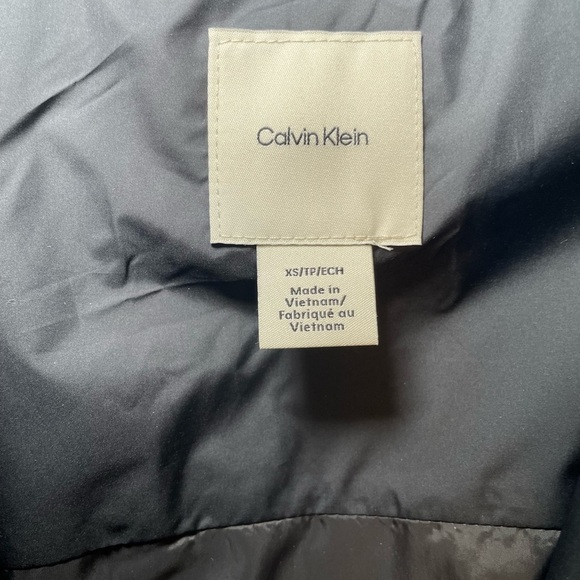 Calvin Klein
XS/TP/ECH
Made in
Vietnam/
Fabriqué au
Vietnam